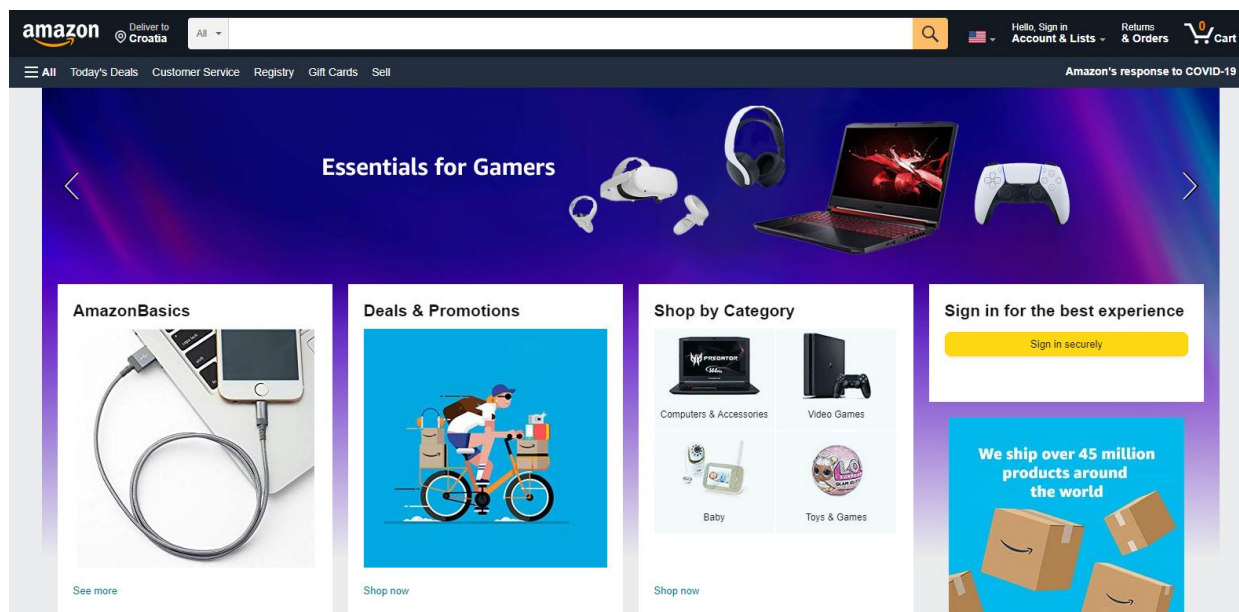 amazon
Deliver to
Croatia
All
Hello, Sign in
Account & Lists
Returns
& Orders
0
Cart
All Today's Deals Customer Service Registry Gift Cards Sell
Amazon's response to COVID-19
Essentials for Gamers
AmazonBasics
See more
Deals & Promotions
Shop now
Shop by Category
PREDATOR
Computers & Accessories
Video Games
L.O.L.
SURPRISE
Baby
Toys & Games
Shop now
Sign in for the best experience
Sign in securely
We ship over 45 million
products around
the world